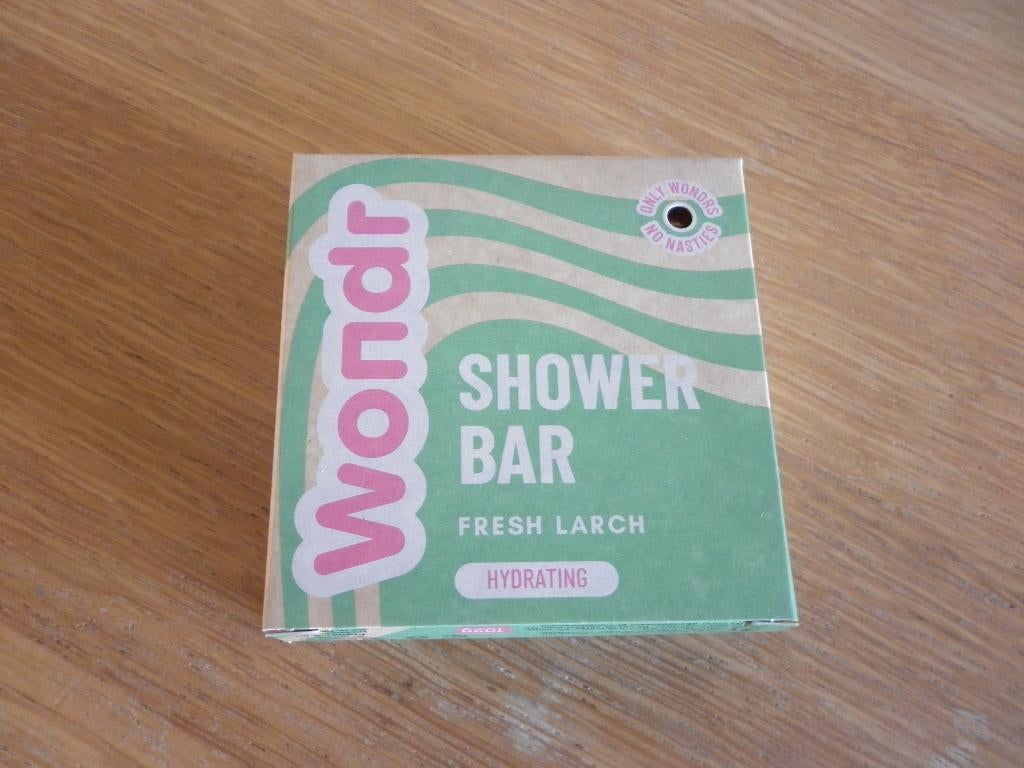 wondr
ONLY WONDRS
NO NASTIES
SHOWER
BAR
FRESH LARCH
HYDRATING